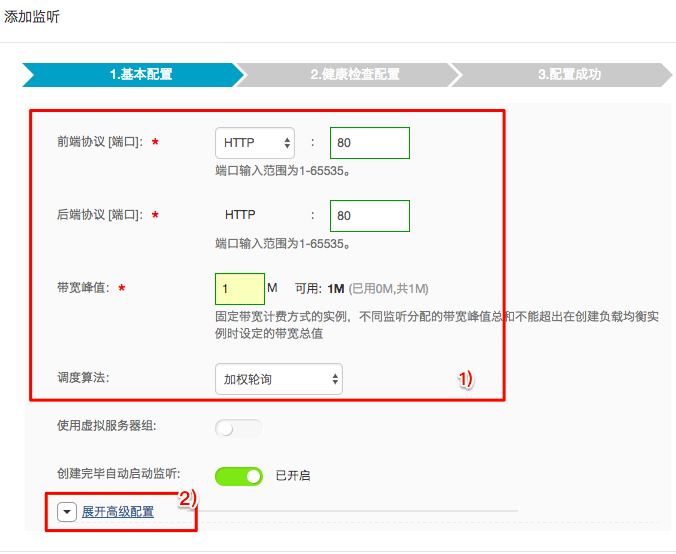 添加监听
1.基本配置 2.健康检查配置 3.配置成功
前端协议 [端口]: * HTTP : 80
端口输入范围为1-65535。
后端协议 [端口]: * HTTP : 80
端口输入范围为1-65535。
带宽峰值: * 1 M 可用: 1M (已用0M,共1M)
固定带宽计费方式的实例，不同监听分配的带宽峰值总和不能超出在创建负载均衡实
例时设定的带宽总值
调度算法: 加权轮询 1)
使用虚拟服务器组:
创建完毕自动启动监听: 已开启
2)
展开高级配置